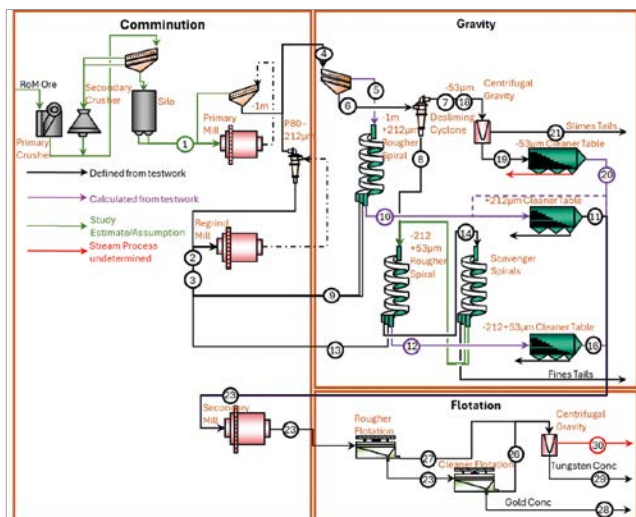 Comminution
Gravity
RoM Ore
Primary Crusher
Secondary Crusher
Silo
1
Primary Mill
-1m
P80-
212µm
Regrind
Mill
2
3
Defined from testwork
Calculated from testwork
Study
Estimate/Assumption
Stream Process
undetermined
4
5
6
-1m
+212µm
Rougher
Spiral
-53µm
7
18
Desliming
Cyclone
8
Centrifugal
Gravity
21
Slimes Tails
19
-53µm Cleaner Table
20
+212µm Cleaner Table
10
11
-212
+53µm
Rougher
Spiral
14
Scavenger
Spirals
9
13
12
-212+53µm Cleaner Table
16
Fines Tails
Flotation
23
Secondary
Mill
23
Rougher
Flotation
27
23
Cleaner Flotation
26
Centrifugal
Gravity
30
Tungsten Conc
29
Gold Conc
28